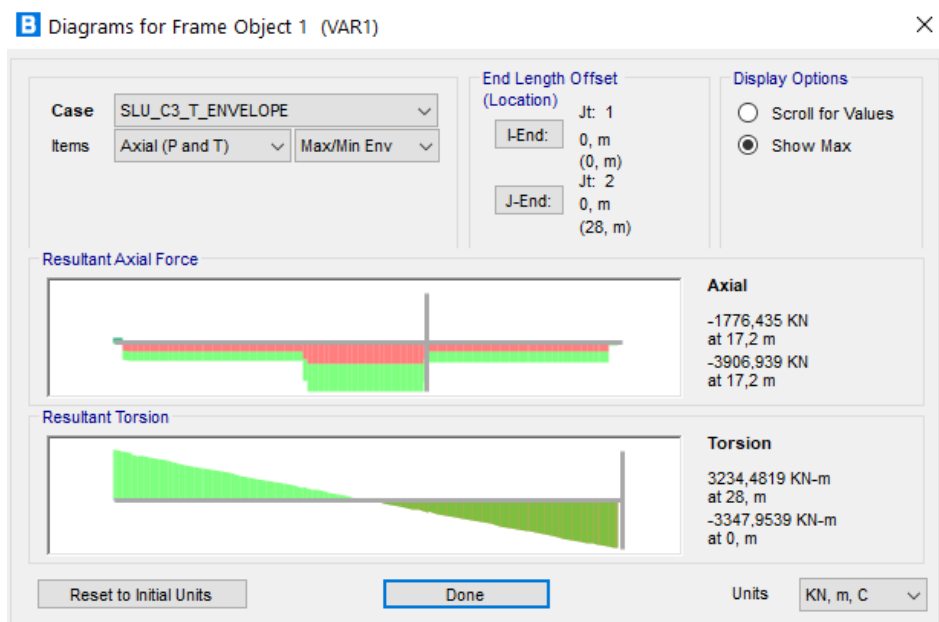 B Diagrams for Frame Object 1 (VAR1)
Case
SLU_C3_T_ENVELOPE
Items
Axial (P and T)
Max/Min Env
End Length Offset
(Location)
I-End:
Jt: 1
0, m
(0, m)
J-End:
Jt: 2
0, m
(28, m)
Display Options
Scroll for Values
Show Max
Resultant Axial Force
Axial
-1776,435 KN
at 17,2 m
-3906,939 KN
at 17,2 m
Resultant Torsion
Torsion
3234,4819 KN-m
at 28, m
-3347,9539 KN-m
at 0, m
Reset to Initial Units
Done
Units
KN, m, C